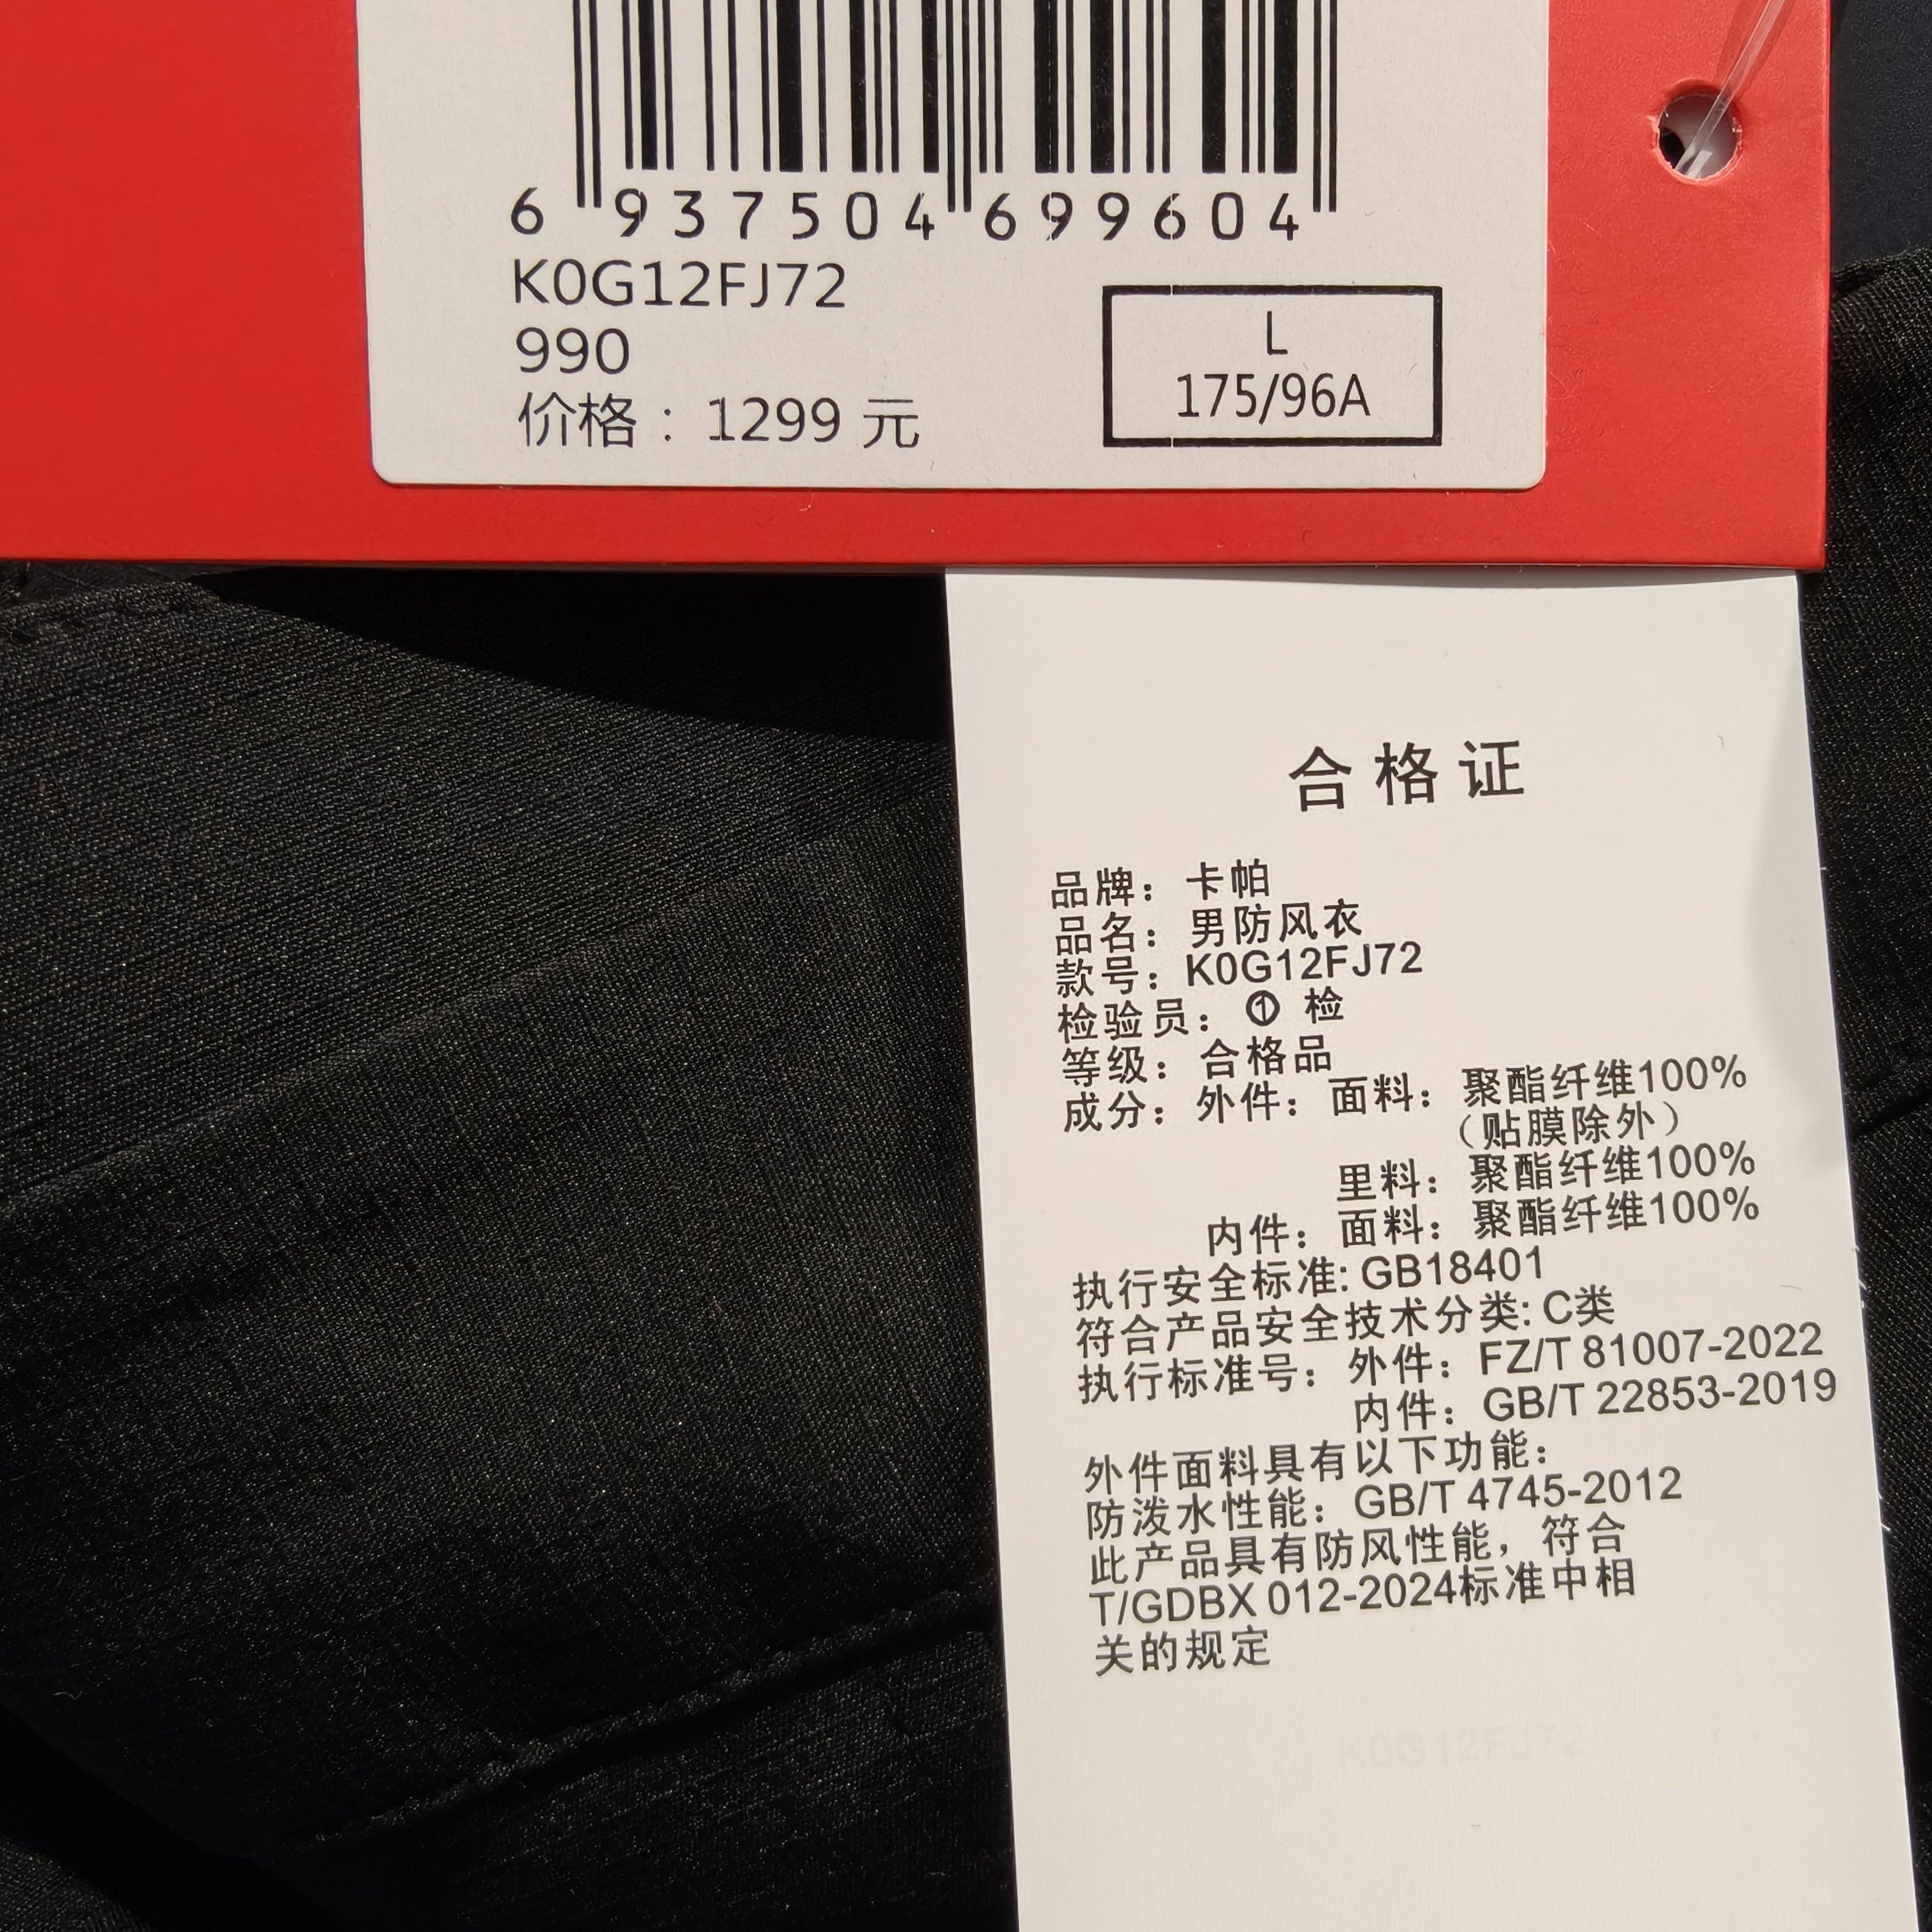 6 937504 699604
K0G12FJ72
990
价格：1299 元
L
175/96A
合格证
品牌：卡帕
品名：男防风衣
款号：K0G12FJ72
检验员：① 检
等级：合格品
成分：外件：面料：聚酯纤维100%
（贴膜除外）
里料：聚酯纤维100%
内件：面料：聚酯纤维100%
执行安全标准:GB18401
符合产品安全技术分类:C类
执行标准号：外件：FZ/T 81007-2022
内件：GB/T 22853-2019
外件面料具有以下功能：
防泼水性能：GB/T 4745-2012
此产品具有防风性能，符合
T/GDBX 012-2024标准中相
关的规定
K0G12FJ72